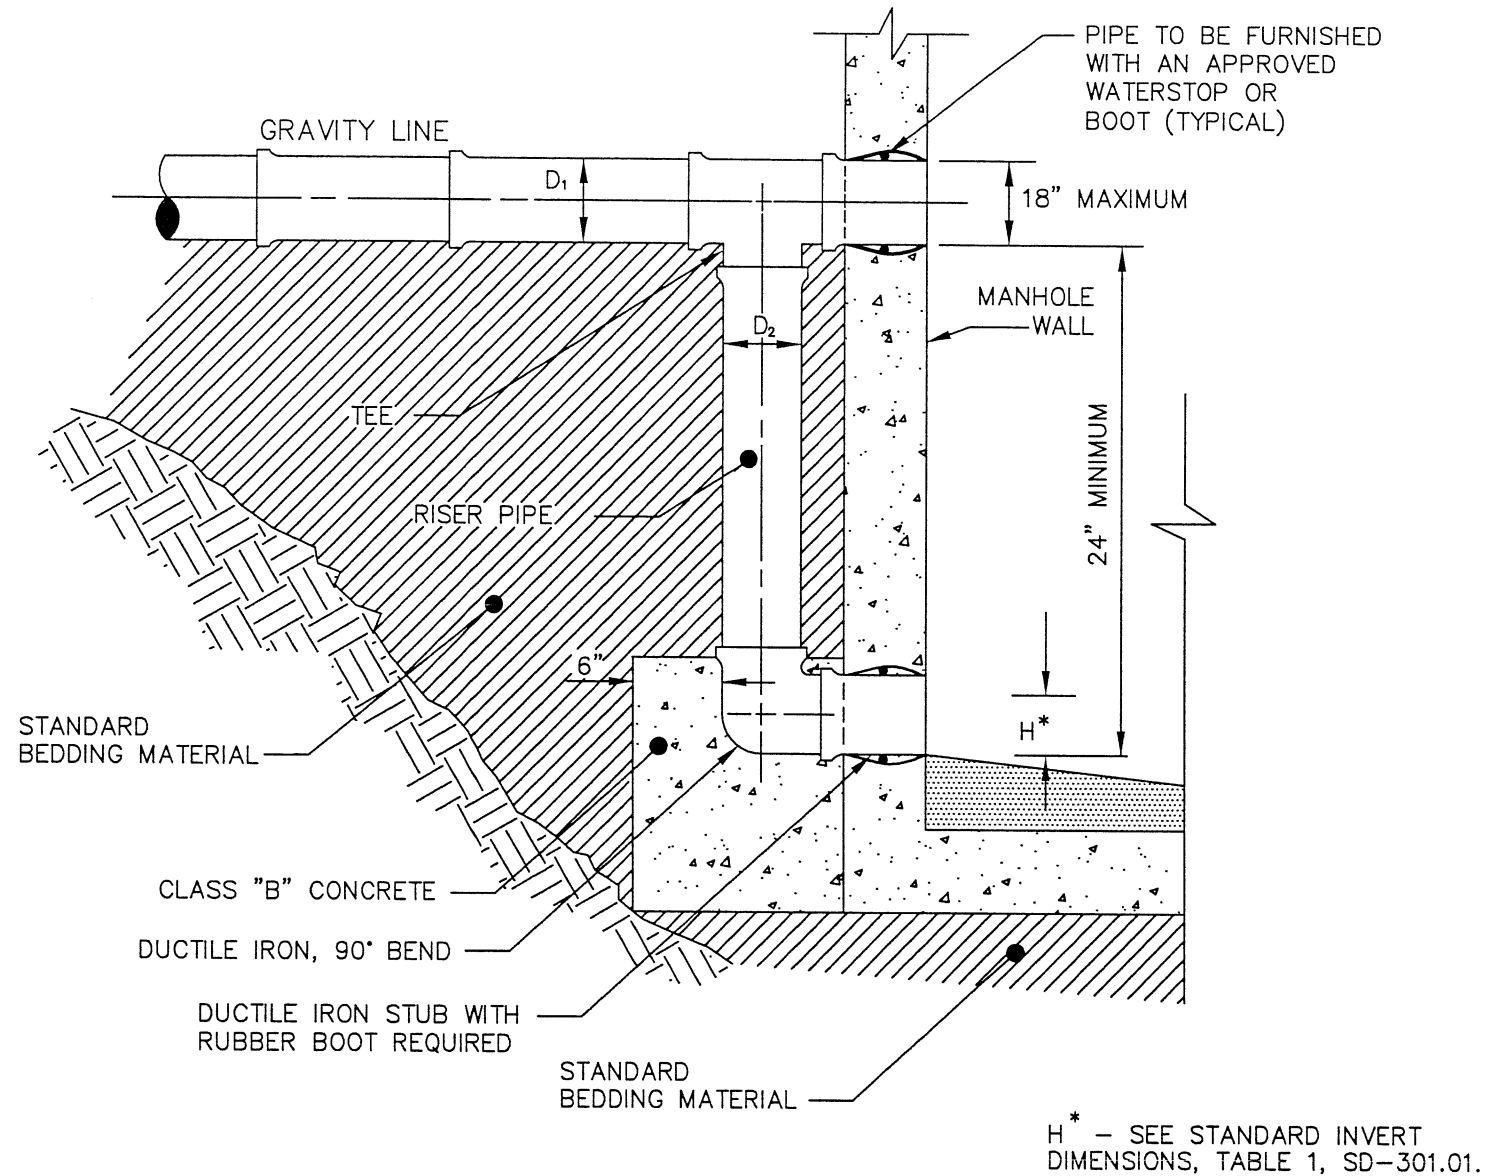 PIPE TO BE FURNISHED
WITH AN APPROVED
WATERSTOP OR
BOOT (TYPICAL)
GRAVITY LINE
D₁
18" MAXIMUM
MANHOLE
WALL
D₂
TEE
24" MINIMUM
RISER PIPE
6"
H*
STANDARD
BEDDING MATERIAL
CLASS "B" CONCRETE
DUCTILE IRON, 90° BEND
DUCTILE IRON STUB WITH
RUBBER BOOT REQUIRED
STANDARD
BEDDING MATERIAL
H* – SEE STANDARD INVERT
DIMENSIONS, TABLE 1, SD–301.01.